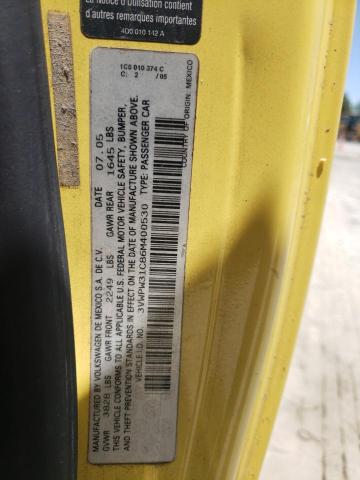 La Notice d'Utilisation contient
d'autres remarques importantes
4D0 010 142 A
1C0 010 374 C
C: 2 / 05
MANUFACTURED BY VOLKSWAGEN DE MEXICO S.A. DE C.V. DATE 07.05
GVWR 3828 LBS GAWR FRONT 2249 LBS GAWR REAR 1645 LBS
THIS VEHICLE CONFORMS TO ALL APPLICABLE U.S. FEDERAL MOTOR VEHICLE SAFETY, BUMPER,
AND THEFT PREVENTION STANDARDS IN EFFECT ON THE DATE OF MANUFACTURE SHOWN ABOVE.
VEHICLE I.D. NO. 3VWPW31C86M400530 TYPE: PASSENGER CAR
COUNTRY OF ORIGIN: MEXICO